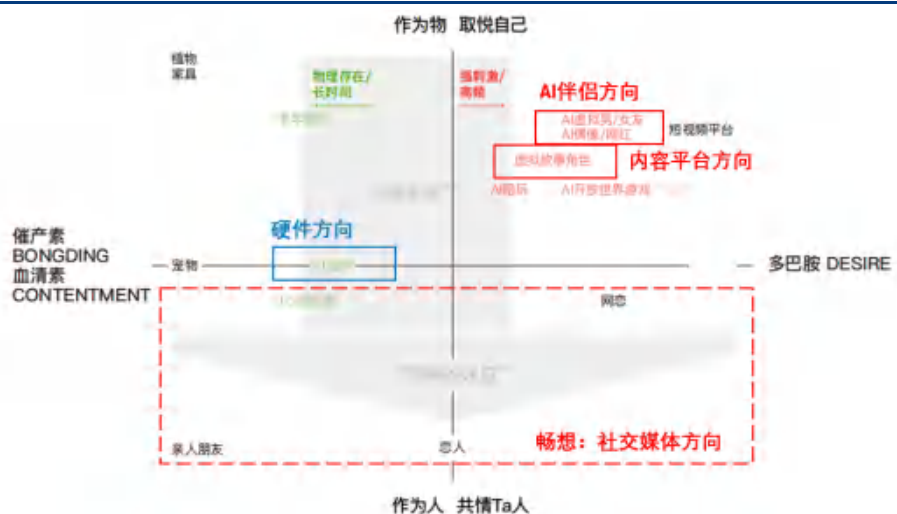 作为物 取悦自己
植物
家具
物理存在/
长时间
强刺激/
高频
AI伴侣方向
AI虚拟男/女友
AI偶像/网红
短视频平台
虚拟故事角色
内容平台方向
AI陪玩
AI开放世界游戏
硬件方向
催产素
BONGDING
血清素
CONTENTMENT
宠物
多巴胺 DESIRE
网恋
亲人朋友
恋人
畅想：社交媒体方向
作为人 共情Ta人